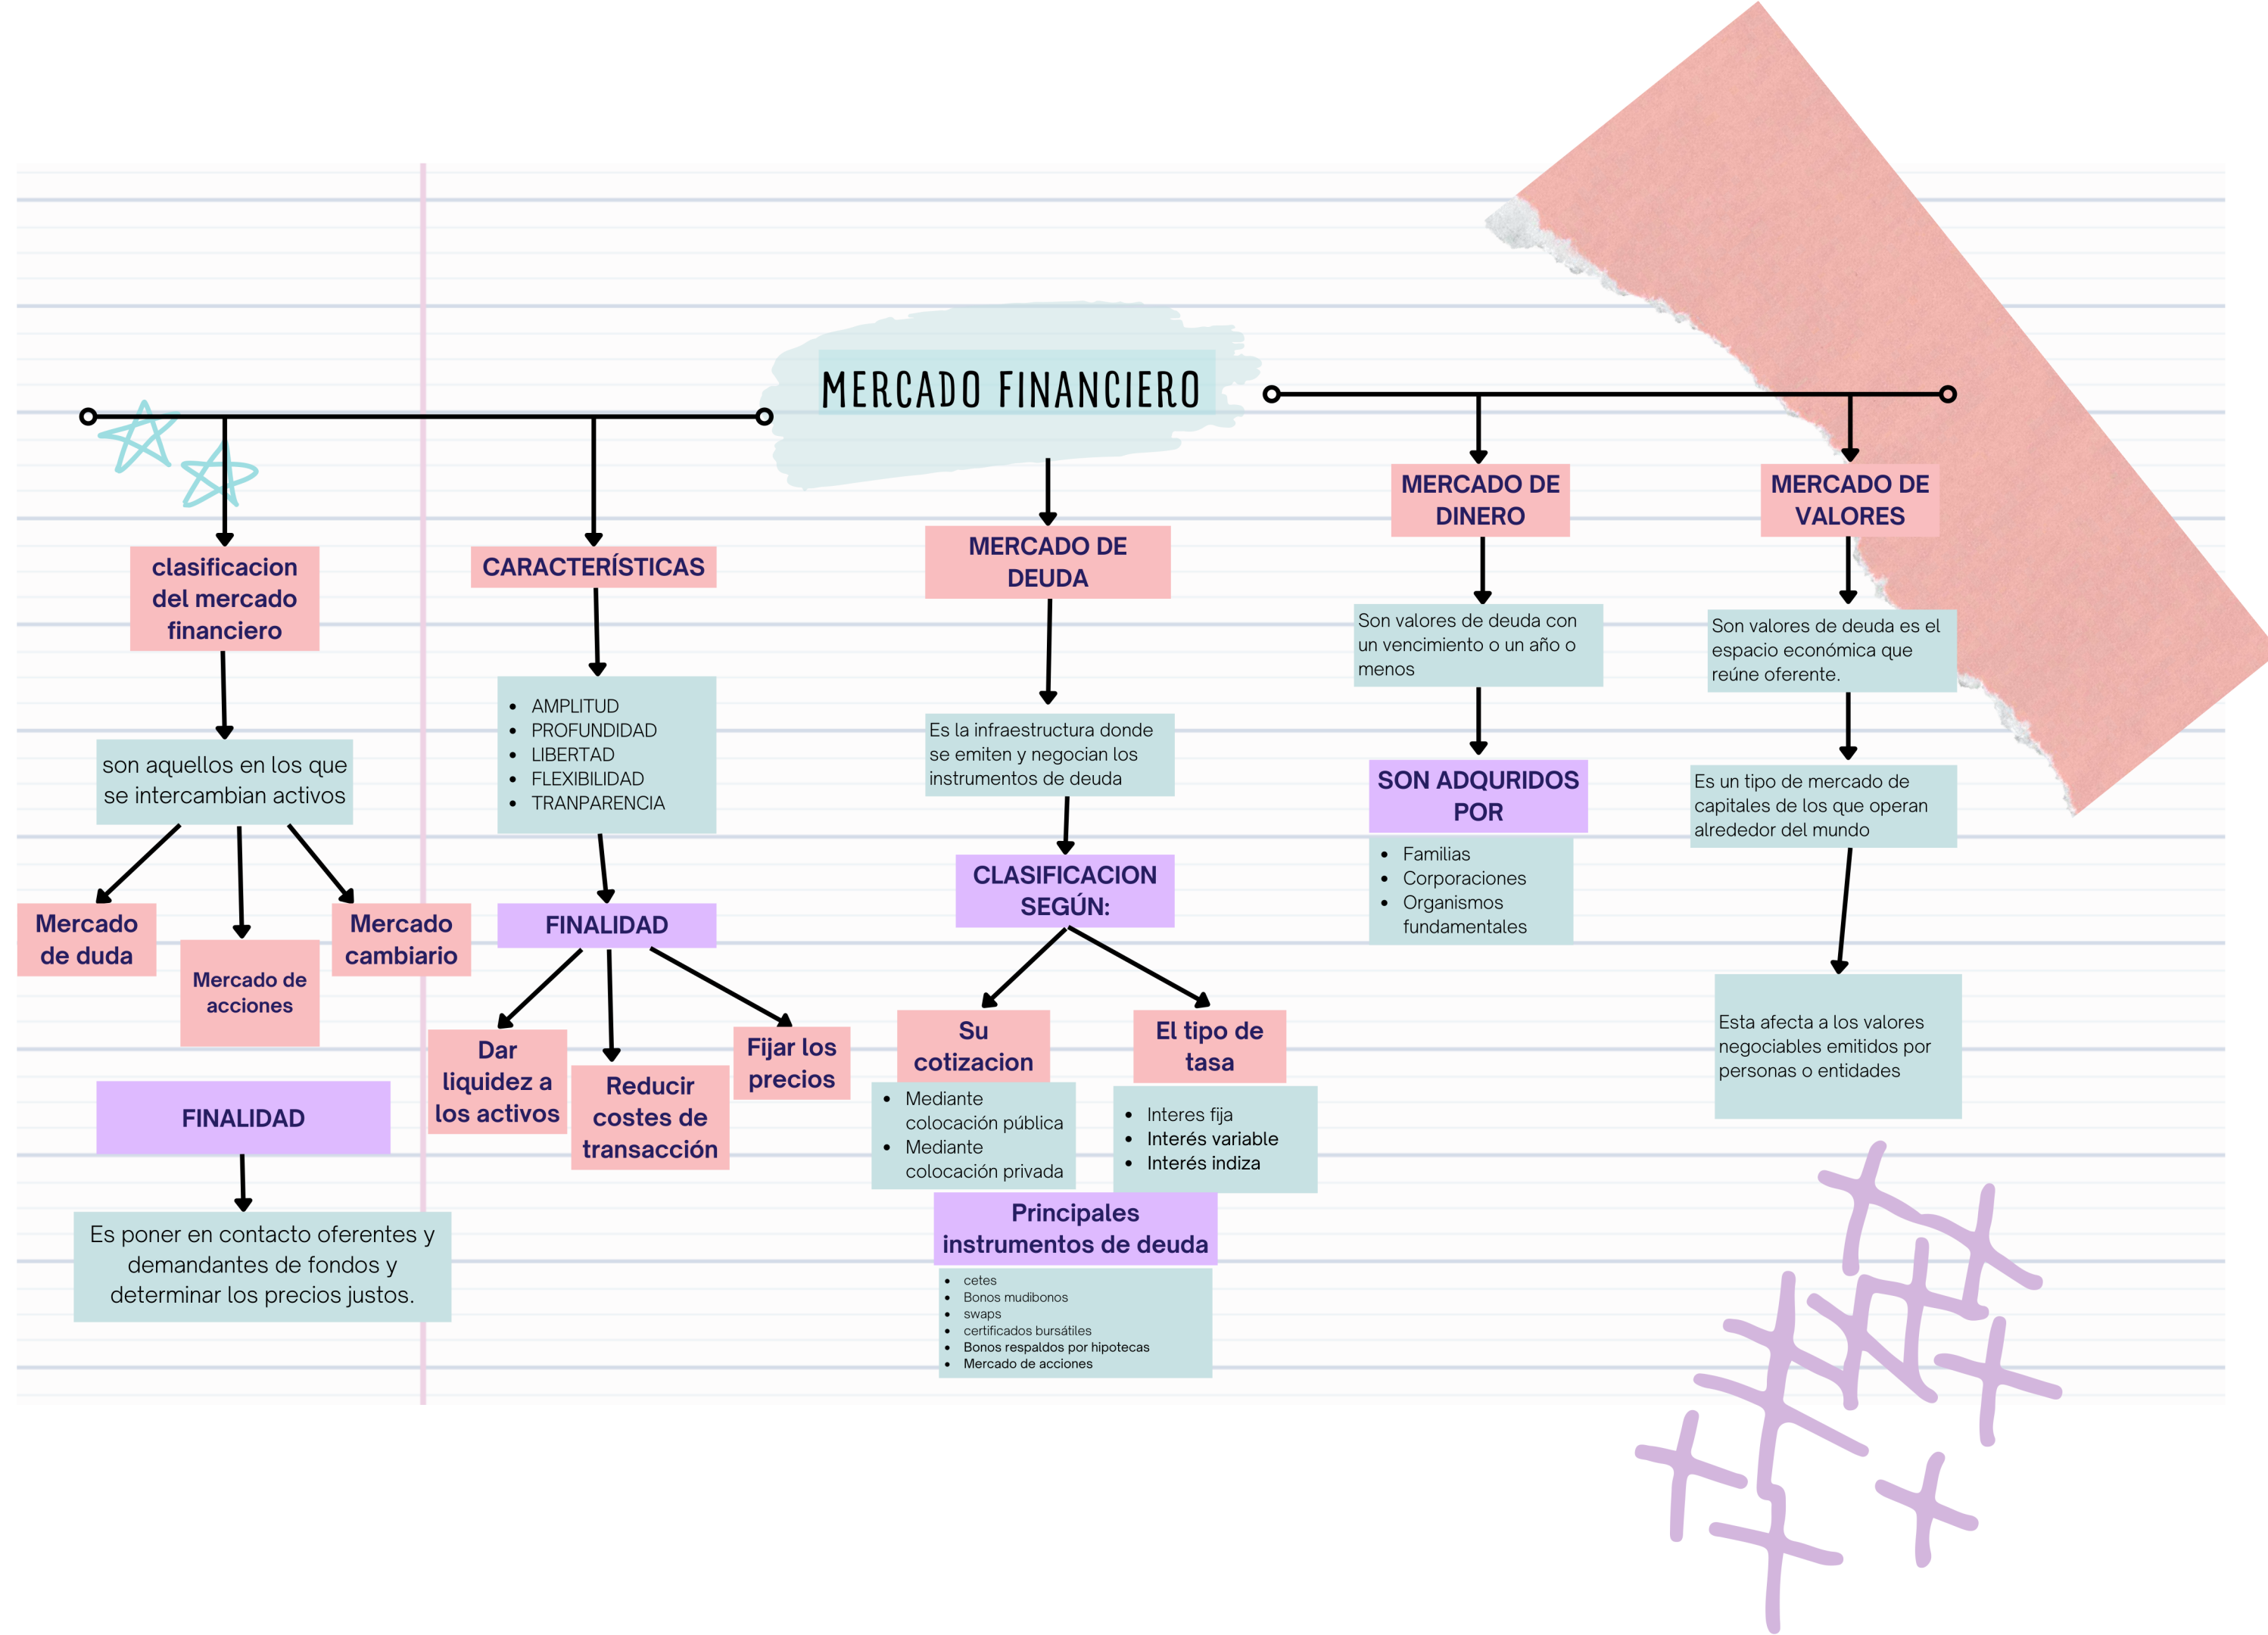 MERCADO FINANCIERO
clasificacion
del mercado
financiero
son aquellos en los que
se intercambian activos
Mercado
de duda
Mercado de
acciones
Mercado
cambiario
FINALIDAD
Es poner en contacto oferentes y
demandantes de fondos y
determinar los precios justos.
CARACTERÍSTICAS
• AMPLITUD
• PROFUNDIDAD
• LIBERTAD
• FLEXIBILIDAD
• TRANPARENCIA
FINALIDAD
Dar
liquidez a
los activos
Reducir
costes de
transacción
Fijar los
precios
MERCADO DE
DEUDA
Es la infraestructura donde
se emiten y negocian los
instrumentos de deuda
CLASIFICACION
SEGÚN:
Su
cotizacion
• Mediante
colocación pública
• Mediante
colocación privada
El tipo de
tasa
• Interes fija
• Interés variable
• Interés indiza
Principales
instrumentos de deuda
• cetes
• Bonos mudibonos
• swaps
• certificados bursátiles
• Bonos respaldos por hipotecas
• Mercado de acciones
MERCADO DE
DINERO
Son valores de deuda con
un vencimiento o un año o
menos
SON ADQURIDOS
POR
• Familias
• Corporaciones
• Organismos
fundamentales
MERCADO DE
VALORES
Son valores de deuda es el
espacio económica que
reúne oferente.
Es un tipo de mercado de
capitales de los que operan
alrededor del mundo
Esta afecta a los valores
negociables emitidos por
personas o entidades